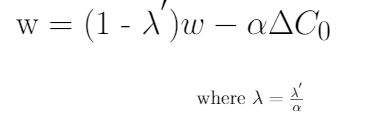 w = (1 - λ′)w − αΔC₀
where λ = λ′/α